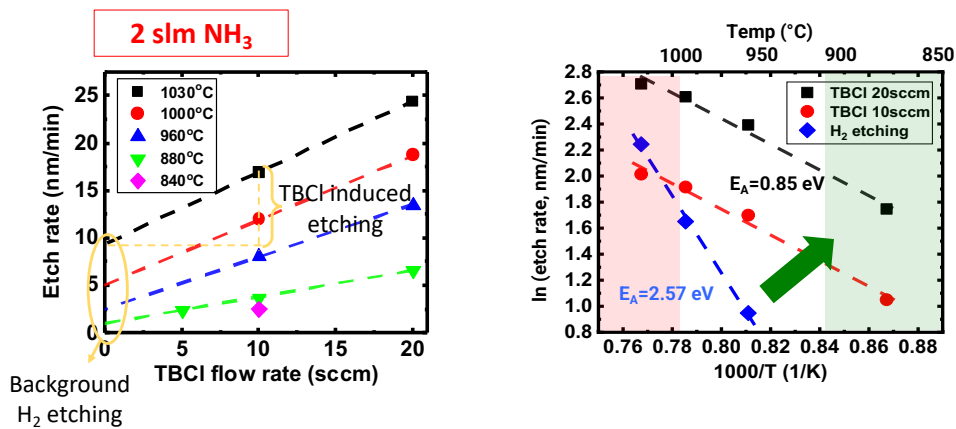 2 slm NH₃
1030°C
1000°C
960°C
880°C
840°C
25
20
15
10
5
0
Etch rate (nm/min)
TBCl induced
etching
0 5 10 15 20
TBCl flow rate (sccm)
Background
H₂ etching
Temp (°C)
1000 950 900 850
2.8
2.6
2.4
2.2
2.0
1.8
1.6
1.4
1.2
1.0
0.8
ln (etch rate, nm/min)
TBCl 20sccm
TBCl 10sccm
H₂ etching
E_A=0.85 eV
E_A=2.57 eV
0.76 0.78 0.80 0.82 0.84 0.86 0.88
1000/T (1/K)